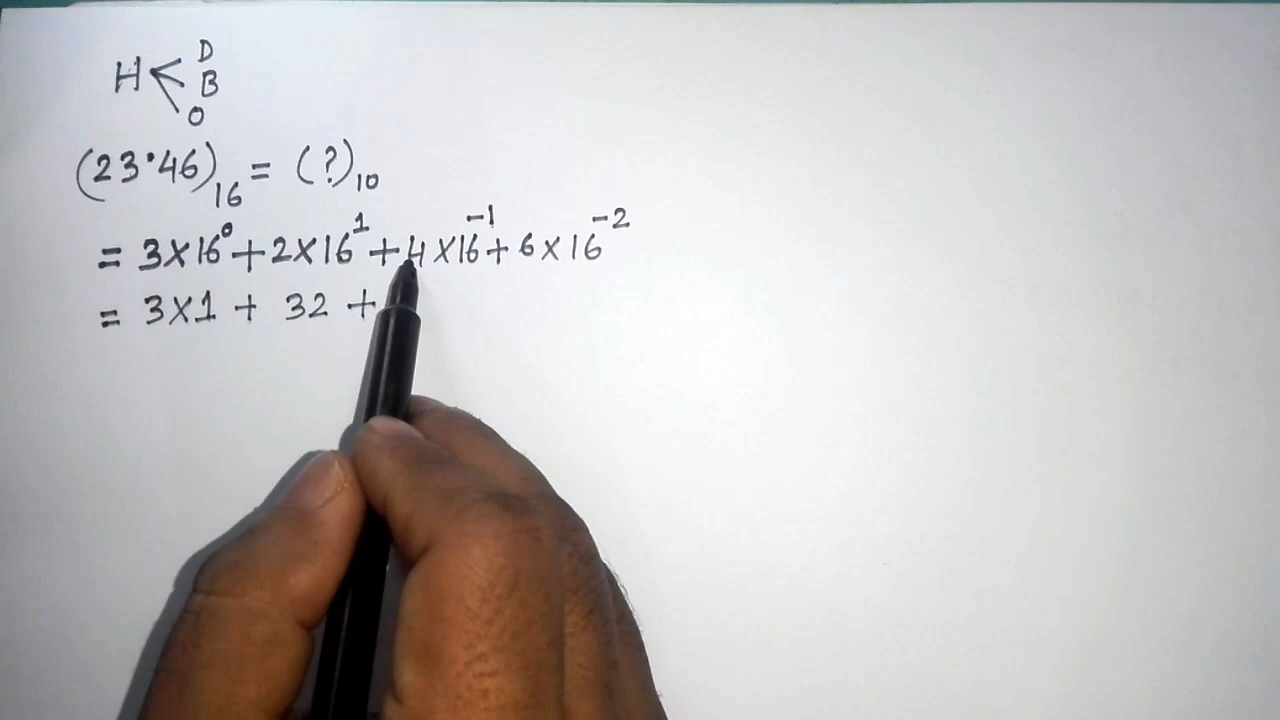 H D
B
O
(23·46)₁₆ = (?)₁₀
= 3×16⁰+2×16¹+4×16⁻¹+6×16⁻²
= 3×1 + 32 +